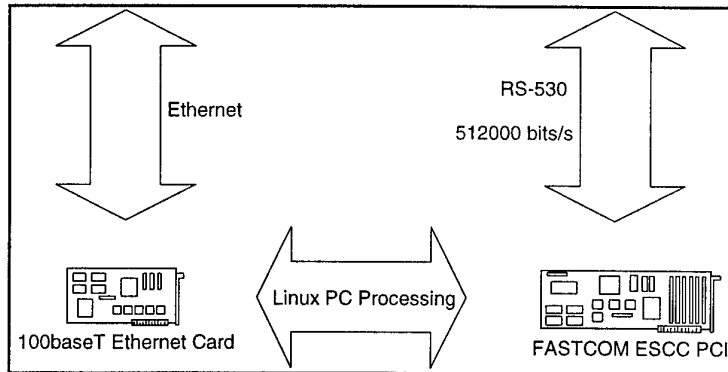 Ethernet
RS-530
512000 bits/s
Linux PC Processing
100baseT Ethernet Card
FASTCOM ESCC PCI